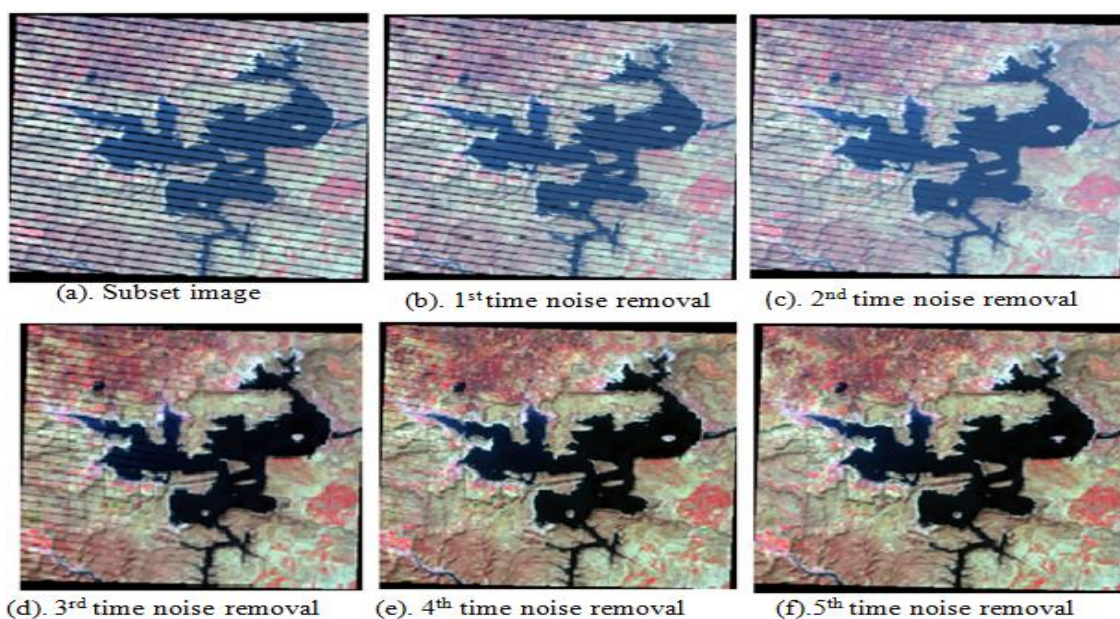 (a). Subset image
(b). 1st time noise removal
(c). 2nd time noise removal
(d). 3rd time noise removal
(e). 4th time noise removal
(f).5th time noise removal